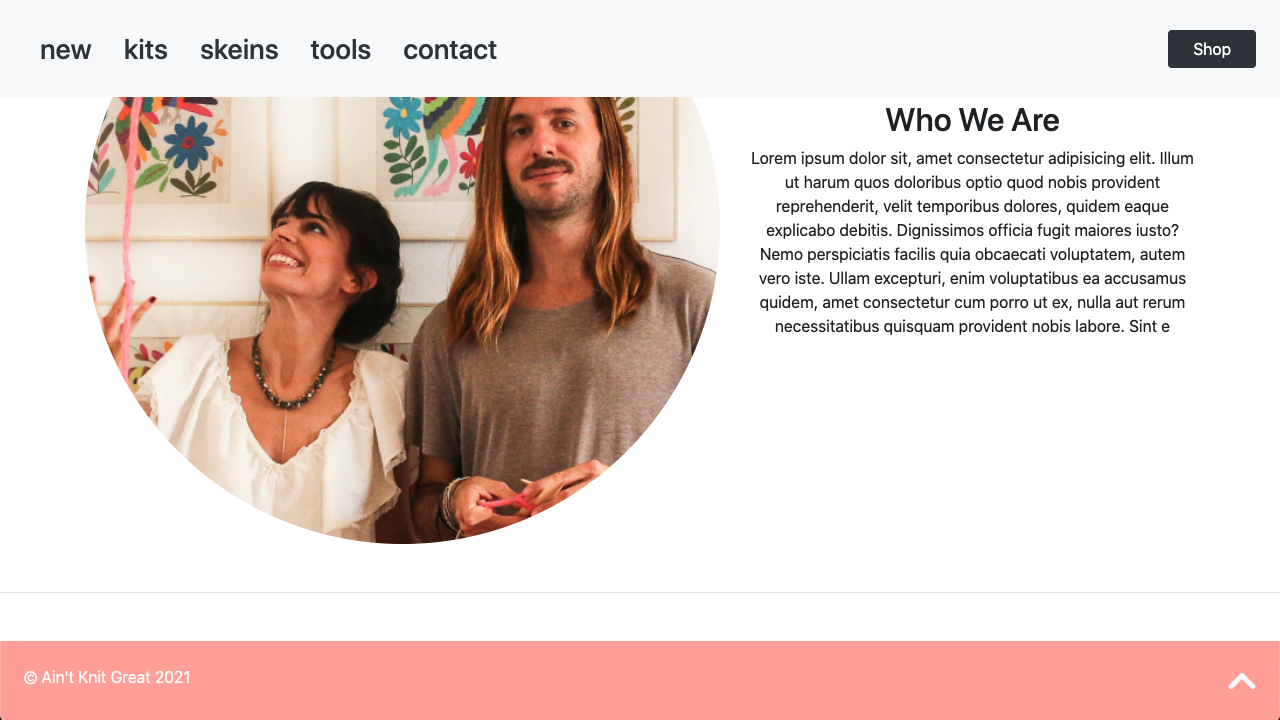 new kits skeins tools contact Shop
Who We Are
Lorem ipsum dolor sit, amet consectetur adipisicing elit. Illum
ut harum quos doloribus optio quod nobis provident
reprehenderit, velit temporibus dolores, quidem eaque
explicabo debitis. Dignissimos officia fugit maiores iusto?
Nemo perspiciatis facilis quia obcaecati voluptatem, autem
vero iste. Ullam excepturi, enim voluptatibus ea accusamus
quidem, amet consectetur cum porro ut ex, nulla aut rerum
necessitatibus quisquam provident nobis labore. Sint e
© Ain't Knit Great 2021